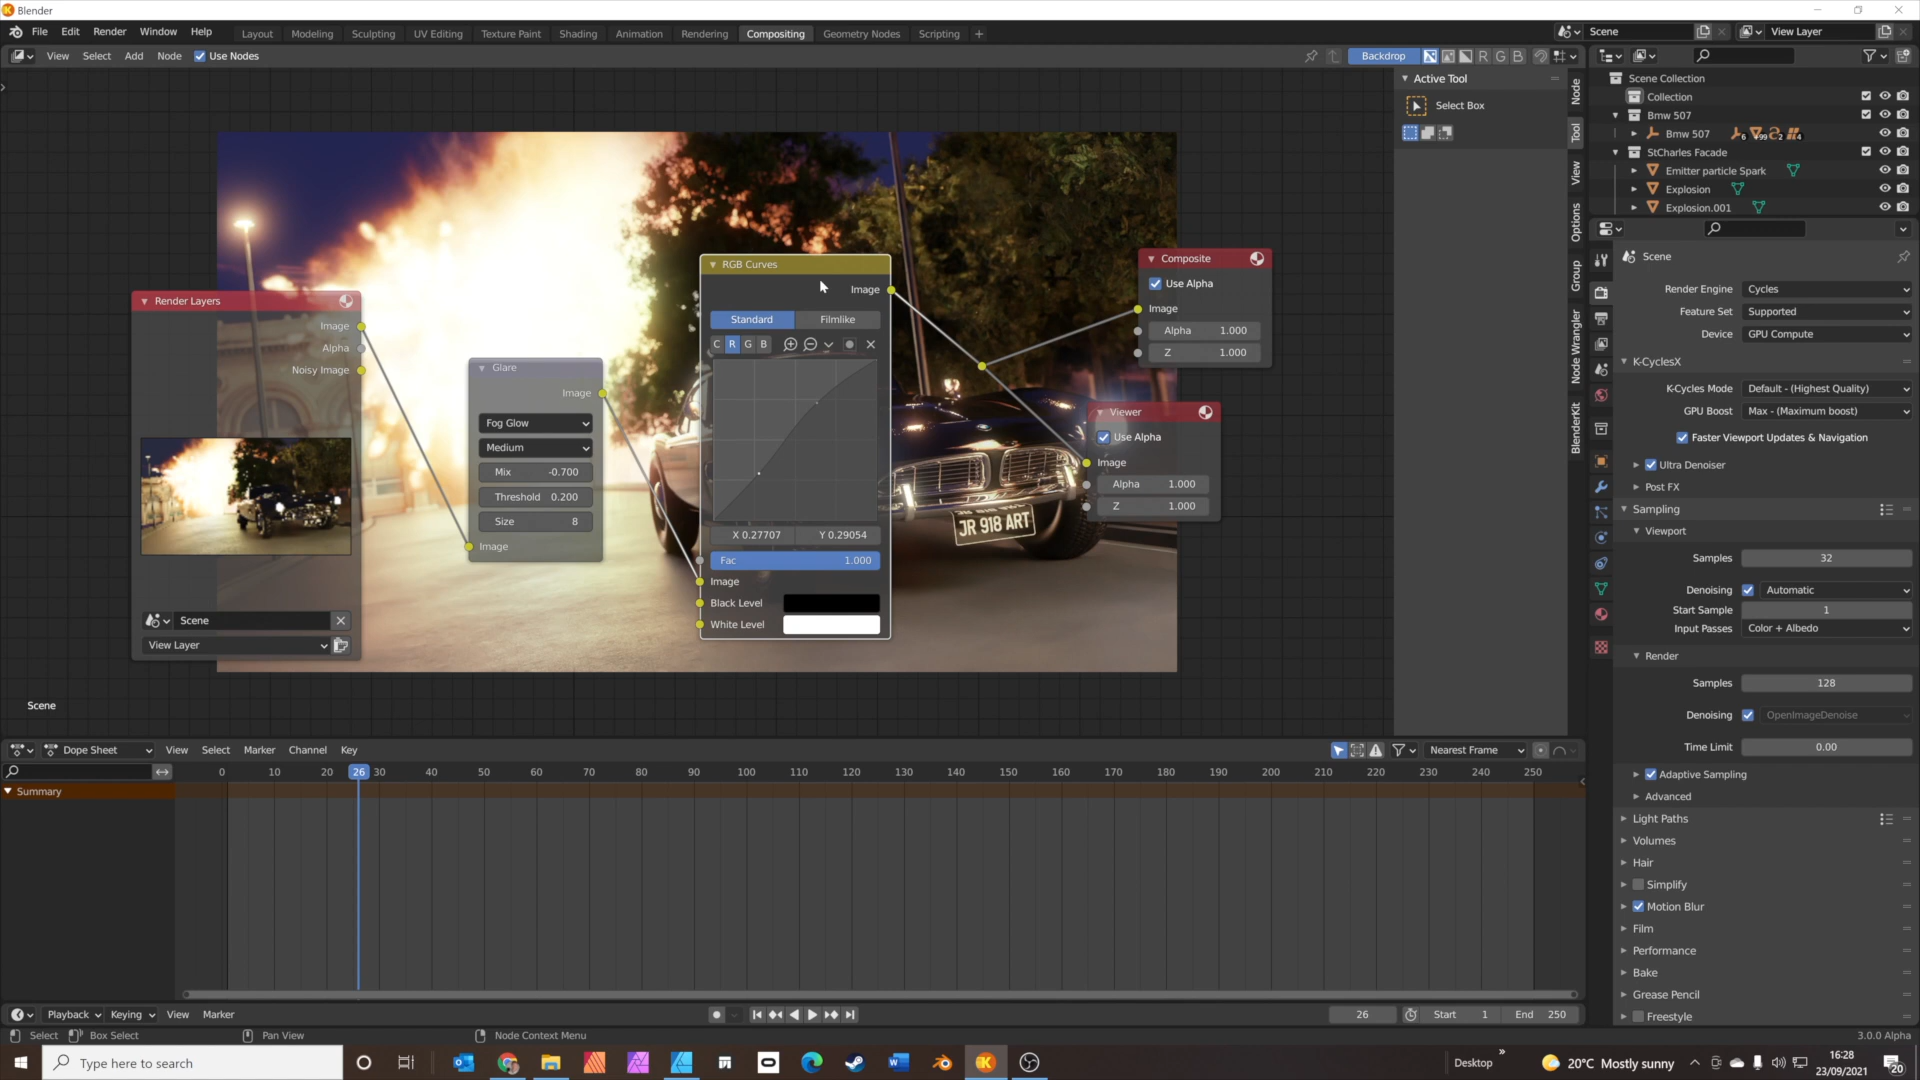 Blender
File Edit Render Window Help
Layout Modeling Sculpting UV Editing Texture Paint Shading Animation Rendering Compositing Geometry Nodes Scripting +
Scene View Layer
View Select Add Node Use Nodes
Backdrop R G B
Active Tool
Select Box
Node
Tool
View
Options
Group
Node Wrangler
BlenderKit
Scene Collection
Collection
Bmw 507
Bmw 507
StCharles Facade
Emitter particle Spark
Explosion
Explosion.001
Render Layers
Image
Alpha
Noisy Image
Scene
View Layer
Glare
Image
Fog Glow
Medium
Mix -0.700
Threshold 0.200
Size 8
Image
RGB Curves
Image
Standard Filmlike
C R G B
X 0.27707 Y 0.29054
Fac 1.000
Image
Black Level
White Level
Composite
Use Alpha
Image
Alpha 1.000
Z 1.000
Viewer
Use Alpha
Image
Alpha 1.000
Z 1.000
JR 918 ART
Scene
Scene
Render Engine Cycles
Feature Set Supported
Device GPU Compute
K-CyclesX
K-Cycles Mode Default - (Highest Quality)
GPU Boost Max - (Maximum boost)
Faster Viewport Updates & Navigation
Ultra Denoiser
Post FX
Sampling
Viewport
Samples 32
Denoising Automatic
Start Sample 1
Input Passes Color + Albedo
Render
Samples 128
Denoising OpenImageDenoise
Time Limit 0.00
Adaptive Sampling
Advanced
Light Paths
Volumes
Hair
Simplify
Motion Blur
Film
Performance
Bake
Grease Pencil
Freestyle
Dope Sheet View Select Marker Channel Key
Nearest Frame
0 10 20 26 30 40 50 60 70 80 90 100 110 120 130 140 150 160 170 180 190 200 210 220 230 240 250
Summary
Playback Keying View Marker
26 Start 1 End 250
Select Box Select Pan View Node Context Menu
3.0.0 Alpha
Type here to search
Desktop
20°C Mostly sunny
16:28
23/09/2021
20